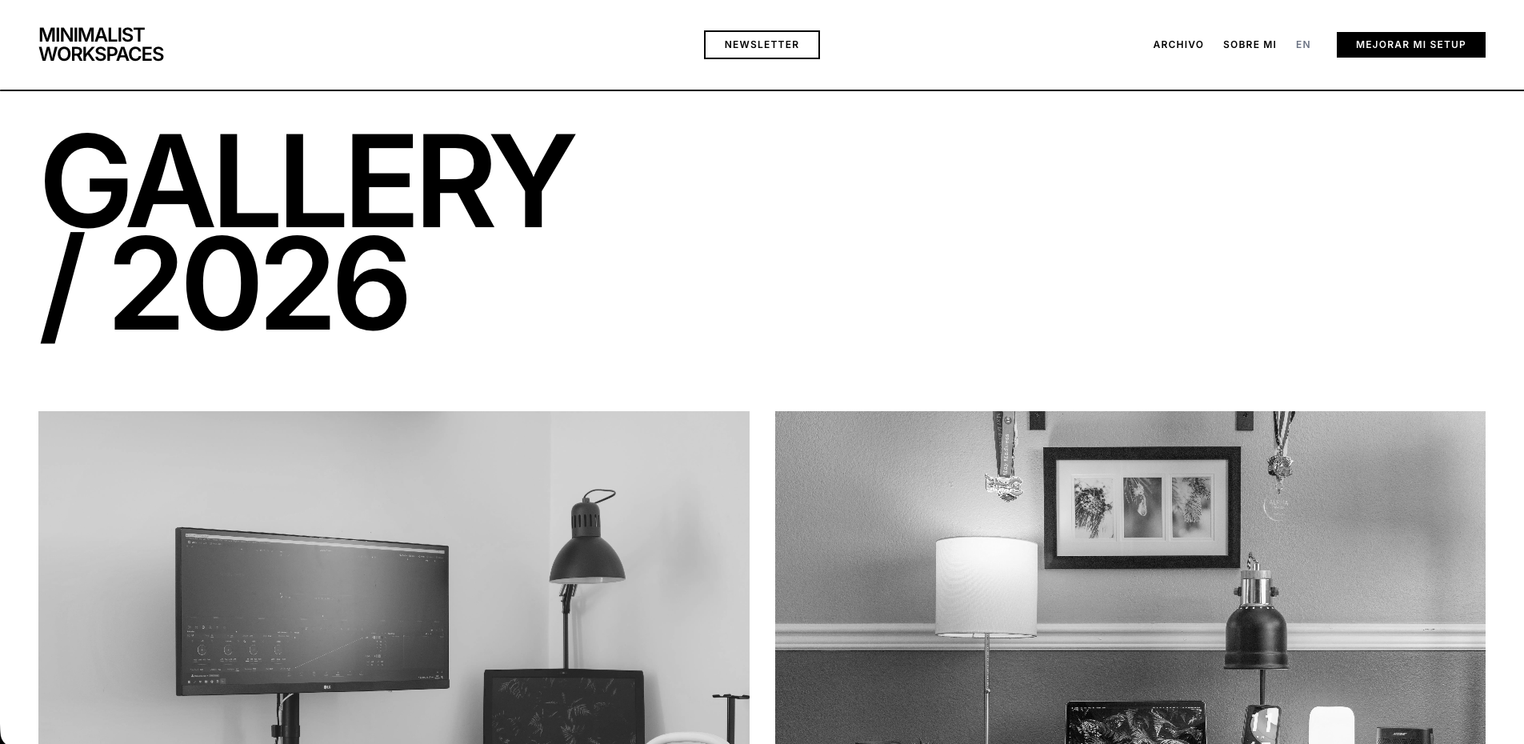 MINIMALIST
WORKSPACES
NEWSLETTER
ARCHIVO
SOBRE MI
EN
MEJORAR MI SETUP
GALLERY
/ 2026